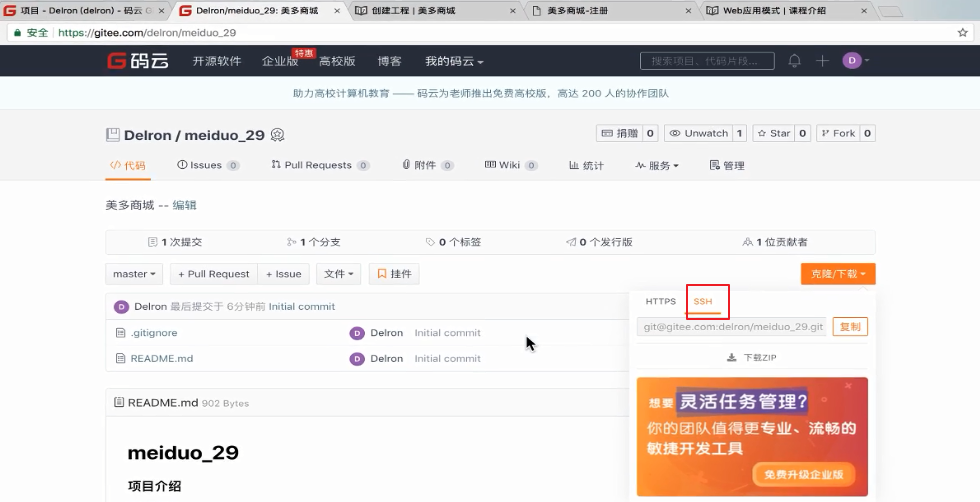 项目 - Delron (delron) - 码云 G
Delron/meiduo_29: 美多商城
创建工程 | 美多商城
美多商城-注册
Web应用模式 | 课程介绍
安全 https://gitee.com/delron/meiduo_29
G码云 开源软件 企业版 特惠 高校版 博客 我的码云 搜索项目、代码片段... D
助力高校计算机教育 —— 码云为老师推出免费高校版，高达 200 人的协作团队
Delron / meiduo_29 捐赠 0 Unwatch 1 Star 0 Fork 0
代码 Issues 0 Pull Requests 0 附件 0 Wiki 0 统计 服务 管理
美多商城 -- 编辑
1 次提交 1 个分支 0 个标签 0 个发行版 1 位贡献者
master + Pull Request + Issue 文件 挂件 克隆/下载
D Delron 最后提交于 6分钟前 Initial commit
HTTPS SSH
.gitignore D Delron Initial commit
git@gitee.com:delron/meiduo_29.git 复制
README.md D Delron Initial commit
下载ZIP
README.md 902 Bytes
想要 灵活任务管理?
你的团队值得更专业、流畅的
敏捷开发工具
免费升级企业版
meiduo_29
项目介绍